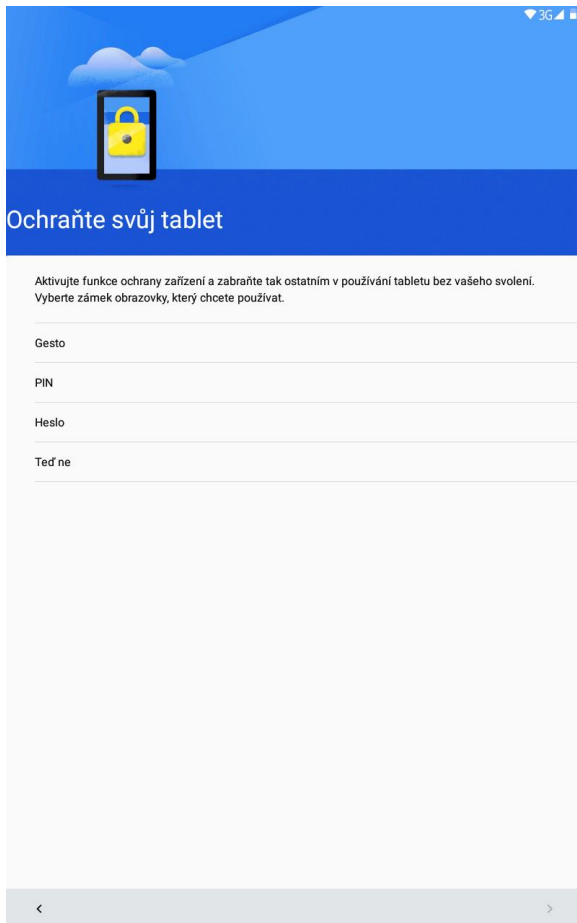 3G
Ochraňte svůj tablet
Aktivujte funkce ochrany zařízení a zabraňte tak ostatním v používání tabletu bez vašeho svolení.
Vyberte zámek obrazovky, který chcete používat.
Gesto
PIN
Heslo
Teď ne